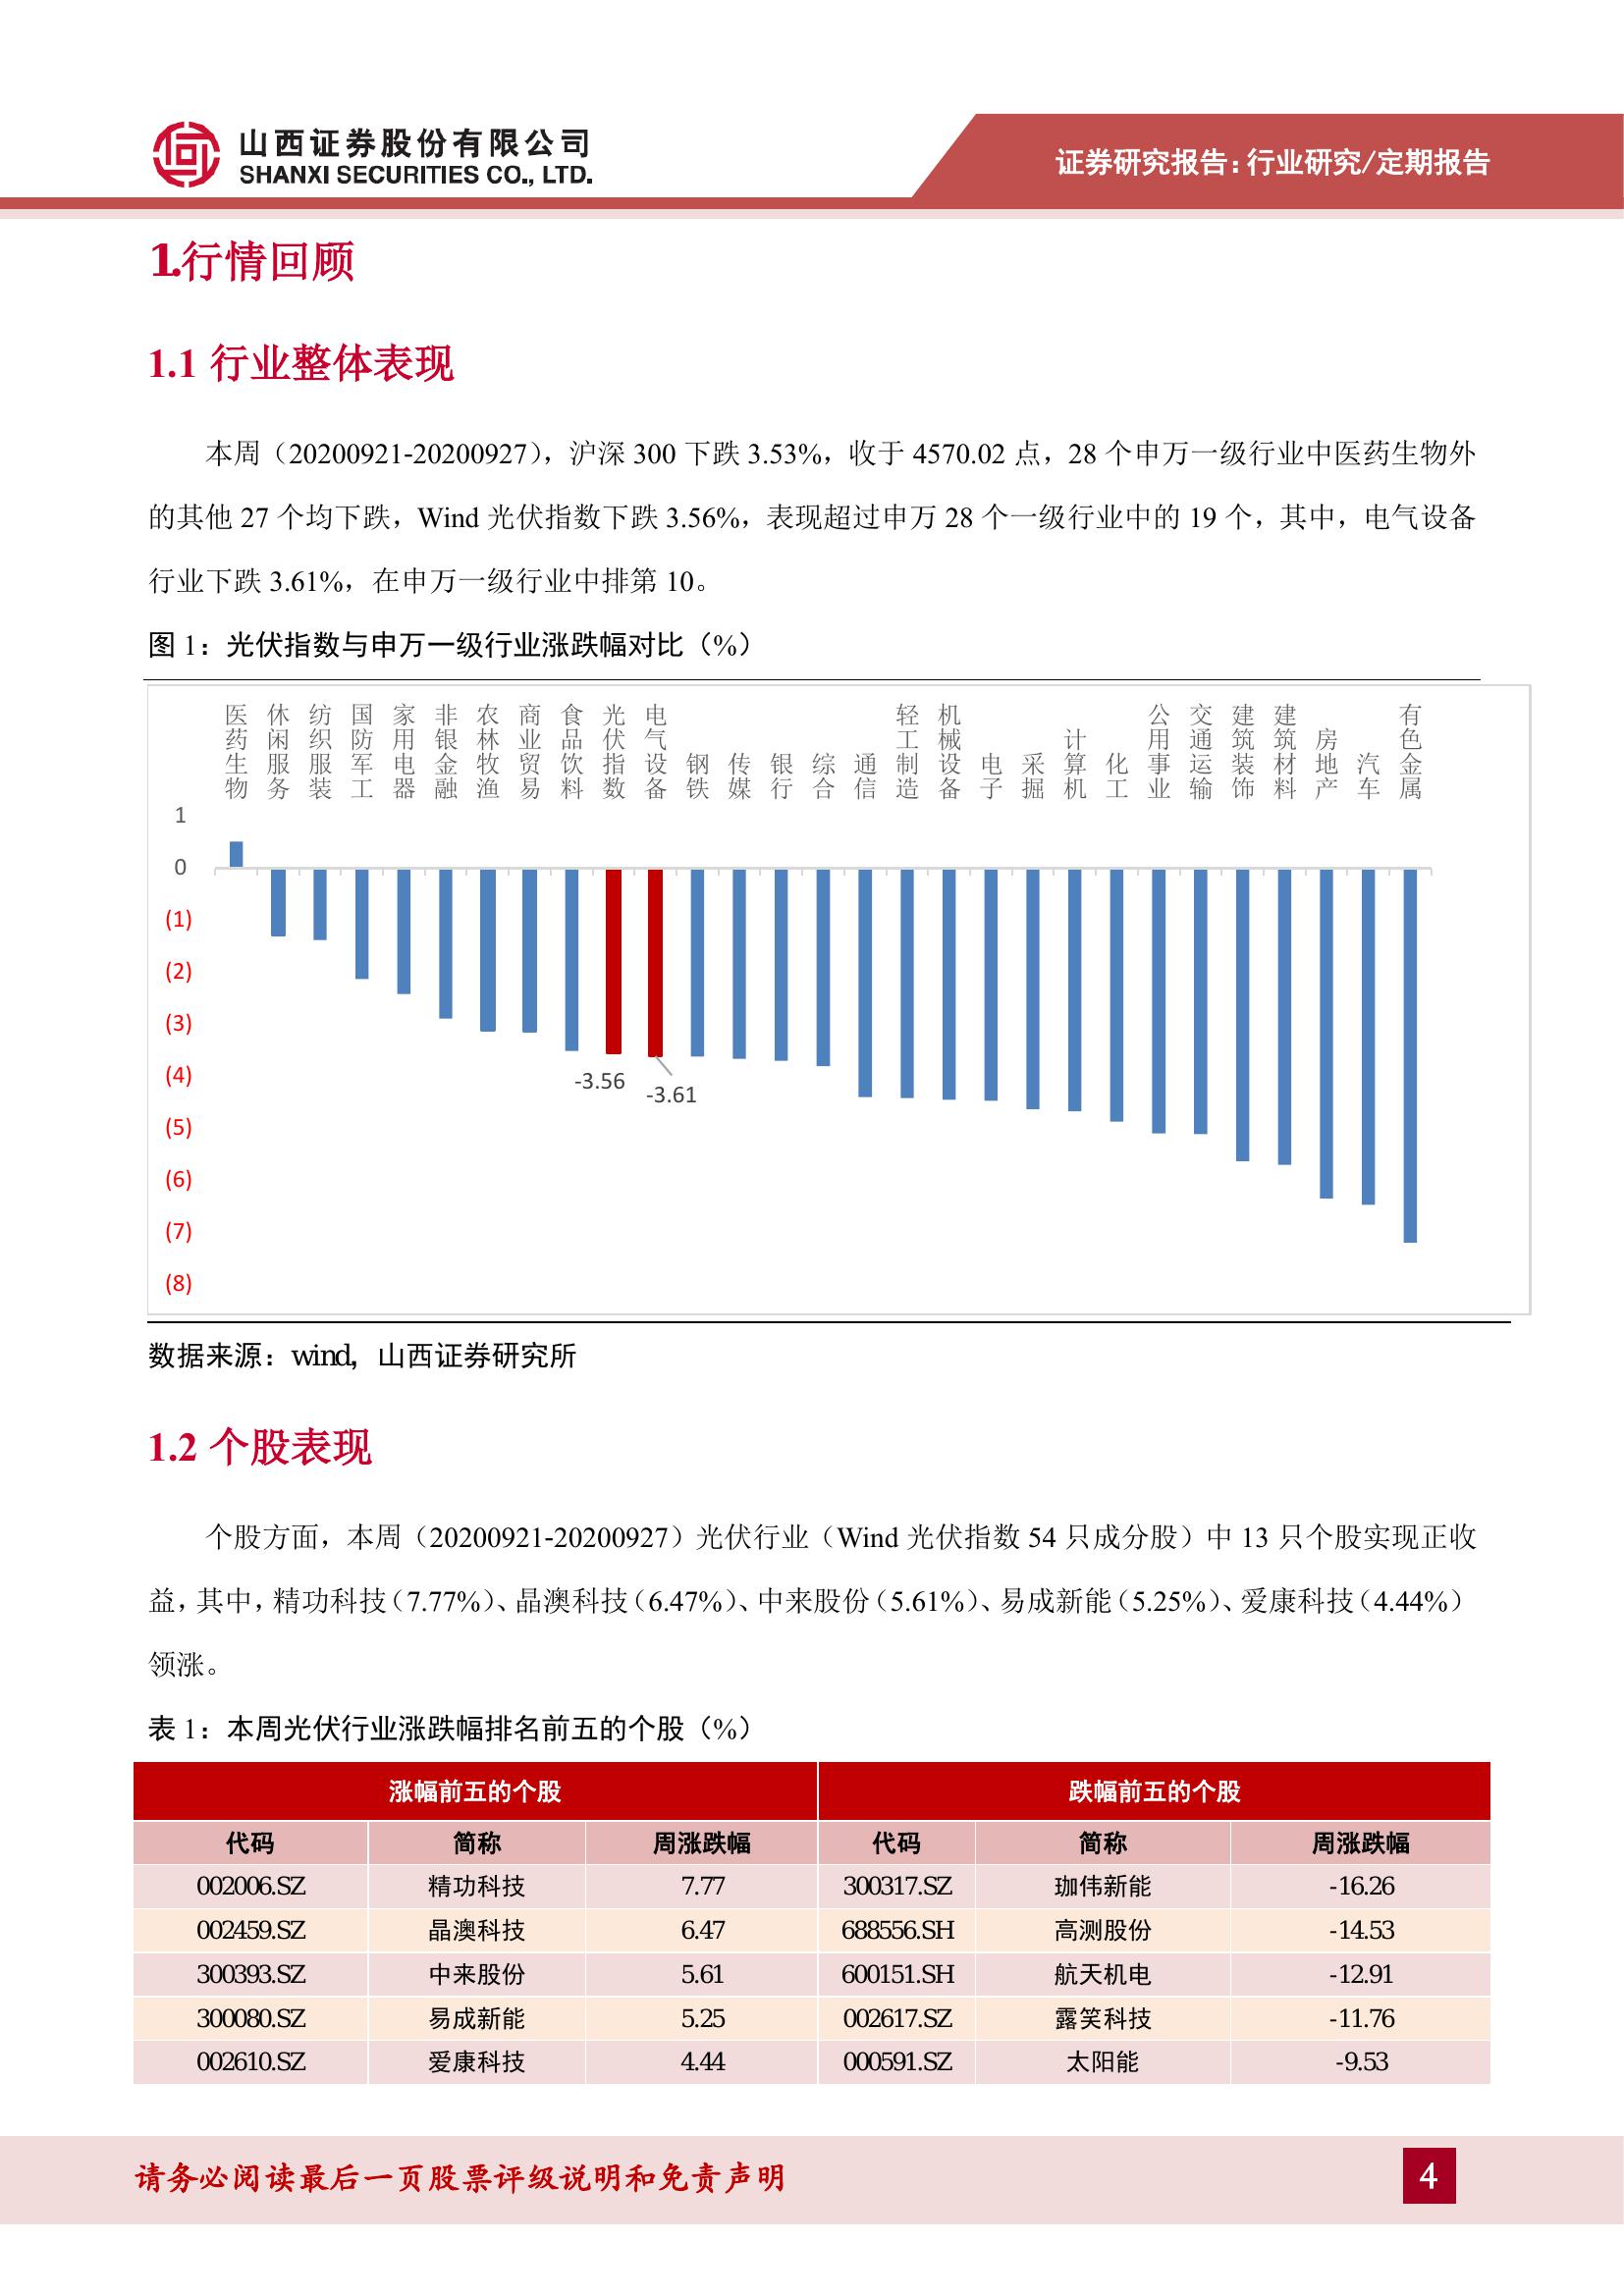 山西证券股份有限公司
SHANXI SECURITIES CO., LTD.
证券研究报告：行业研究/定期报告
1.行情回顾
1.1 行业整体表现
本周（20200921-20200927），沪深 300 下跌 3.53%，收于 4570.02 点，28 个申万一级行业中医药生物外
的其他 27 个均下跌，Wind 光伏指数下跌 3.56%，表现超过申万 28 个一级行业中的 19 个，其中，电气设备
行业下跌 3.61%，在申万一级行业中排第 10。
图 1：光伏指数与申万一级行业涨跌幅对比（%）
医药生物
休闲服务
纺织服装
国防军工
家用电器
非银金融
农林牧渔
商业贸易
食品饮料
光伏指数
电气设备
钢铁
传媒
银行
综合
通信
轻工制造
机械设备
电子
采掘
计算机
化工
公用事业
交通运输
建筑装饰
建筑材料
房地产
汽车
有色金属
1
0
(1)
(2)
(3)
(4)
(5)
(6)
(7)
(8)
-3.56
-3.61
数据来源：wind，山西证券研究所
1.2 个股表现
个股方面，本周（20200921-20200927）光伏行业（Wind 光伏指数 54 只成分股）中 13 只个股实现正收
益，其中，精功科技（7.77%）、晶澳科技（6.47%）、中来股份（5.61%）、易成新能（5.25%）、爱康科技（4.44%）
领涨。
表 1：本周光伏行业涨跌幅排名前五的个股（%）
涨幅前五的个股 跌幅前五的个股
代码 简称 周涨跌幅 代码 简称 周涨跌幅
002006.SZ 精功科技 7.77 300317.SZ 珈伟新能 -16.26
002459.SZ 晶澳科技 6.47 688556.SH 高测股份 -14.53
300393.SZ 中来股份 5.61 600151.SH 航天机电 -12.91
300080.SZ 易成新能 5.25 002617.SZ 露笑科技 -11.76
002610.SZ 爱康科技 4.44 000591.SZ 太阳能 -9.53
请务必阅读最后一页股票评级说明和免责声明
4